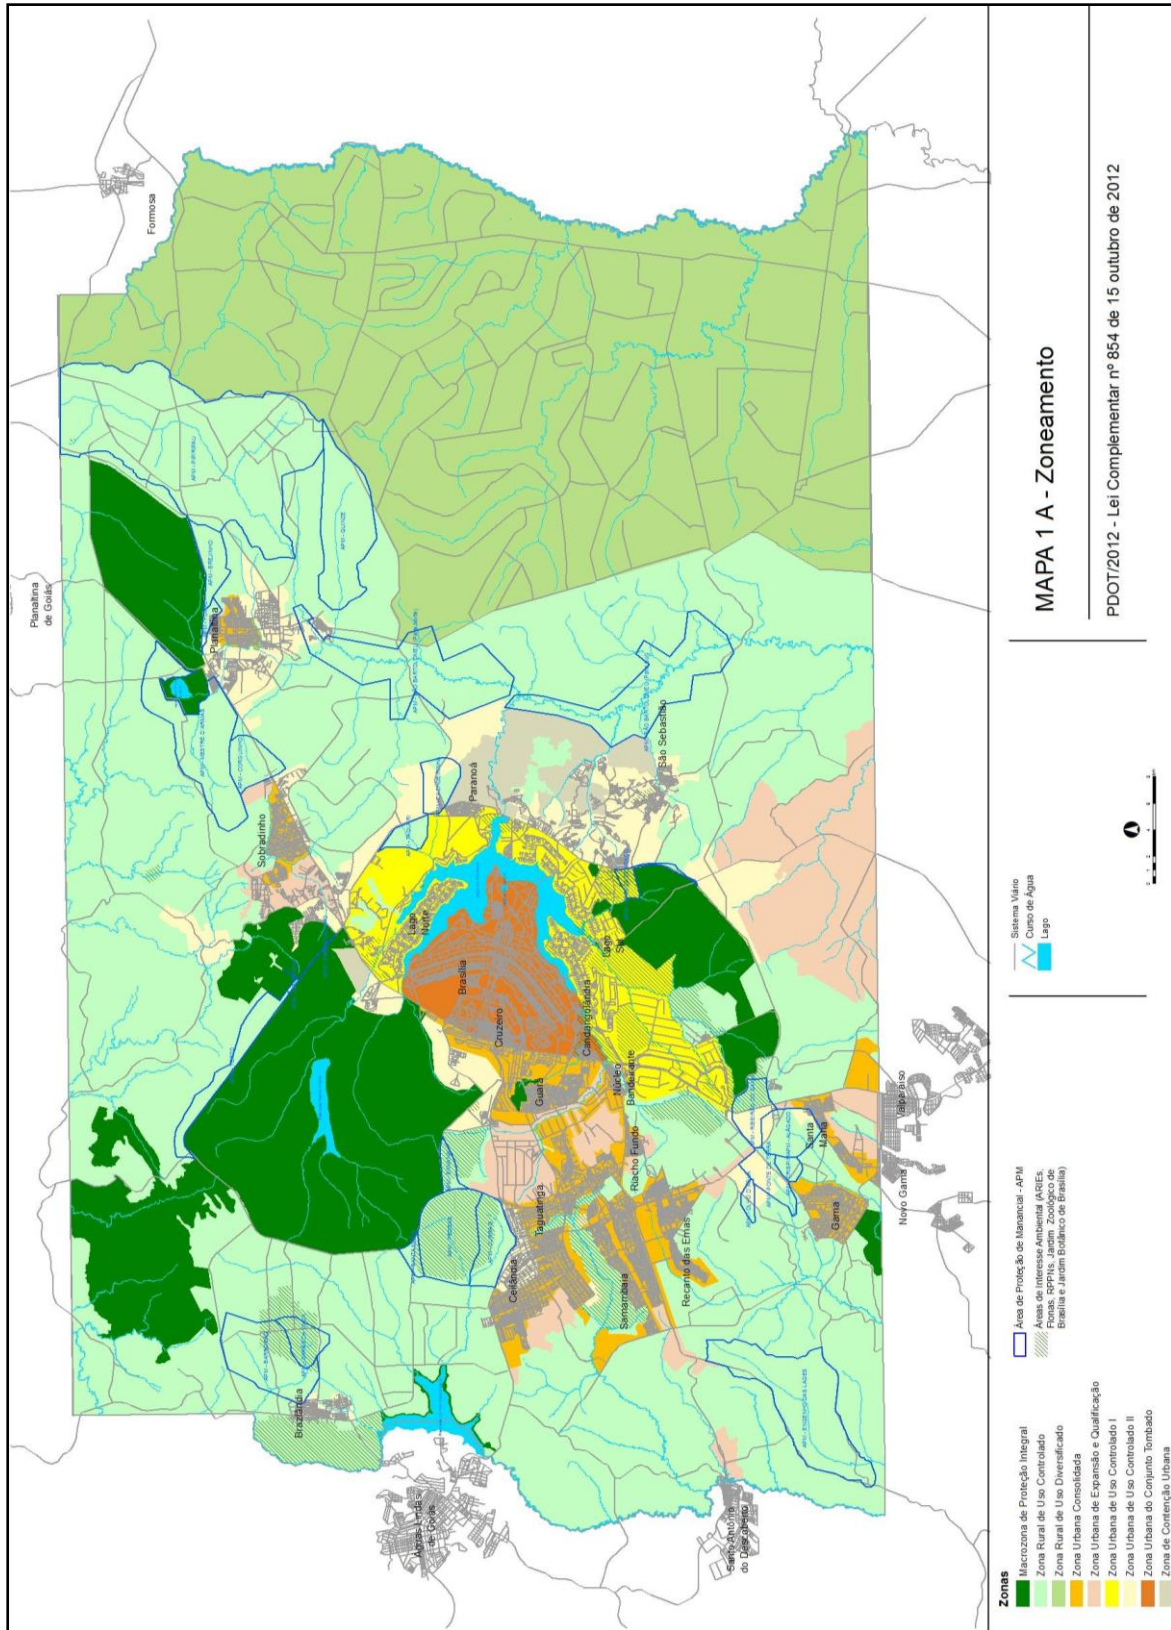 Planaltina
de Goiás
Formosa
Planaltina
Sobradinho
Brazlândia
Águas Lindas
de Goiás
Paranoá
São Sebastião
Lago
Norte
Brasília
Cruzeiro
Lago
Sul
Candangolândia
Guará
Núcleo
Bandeirante
Riacho Fundo
Taguatinga
Ceilândia
Samambaia
Recanto das Emas
Santa
Maria
Gama
Novo Gama
Valparaíso
Santo Antônio
do Descoberto
APM - QUINZE
Zonas
Macrozona de Proteção Integral
Zona Rural de Uso Controlado
Zona Rural de Uso Diversificado
Zona Urbana Consolidada
Zona Urbana de Expansão e Qualificação
Zona Urbana de Uso Controlado I
Zona Urbana de Uso Controlado II
Zona Urbana do Conjunto Tombado
Zona de Contenção Urbana
Área de Proteção de Manancial - APM
Áreas de Interesse Ambiental (ARIEs,
Flonas, RPPNs, Jardim Zoológico de
Brasília e Jardim Botânico de Brasília)
Sistema Viário
Curso de Água
Lago
MAPA 1 A - Zoneamento
PDOT/2012 - Lei Complementar nº 854 de 15 outubro de 2012